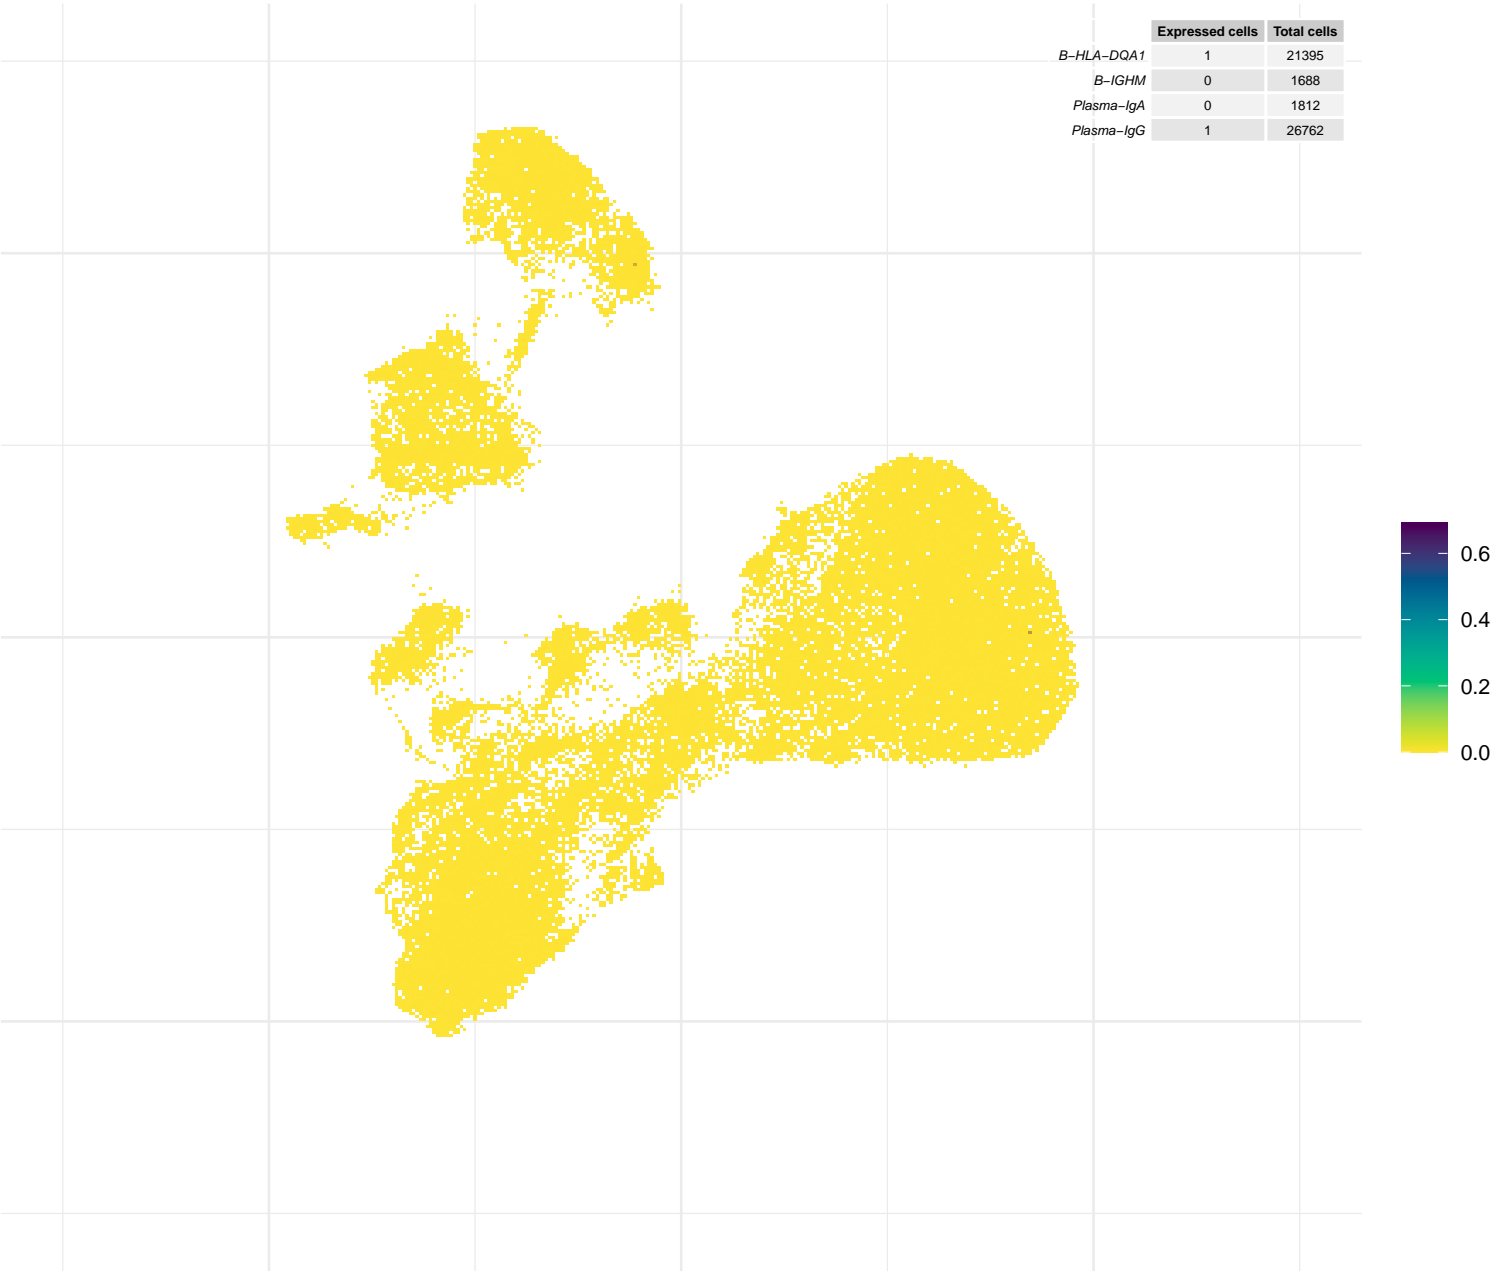 Expressed cells Total cells
B−HLA−DQA1 1 21395
B−IGHM 0 1688
Plasma−IgA 0 1812
Plasma−IgG 1 26762
0.6
0.4
0.2
0.0